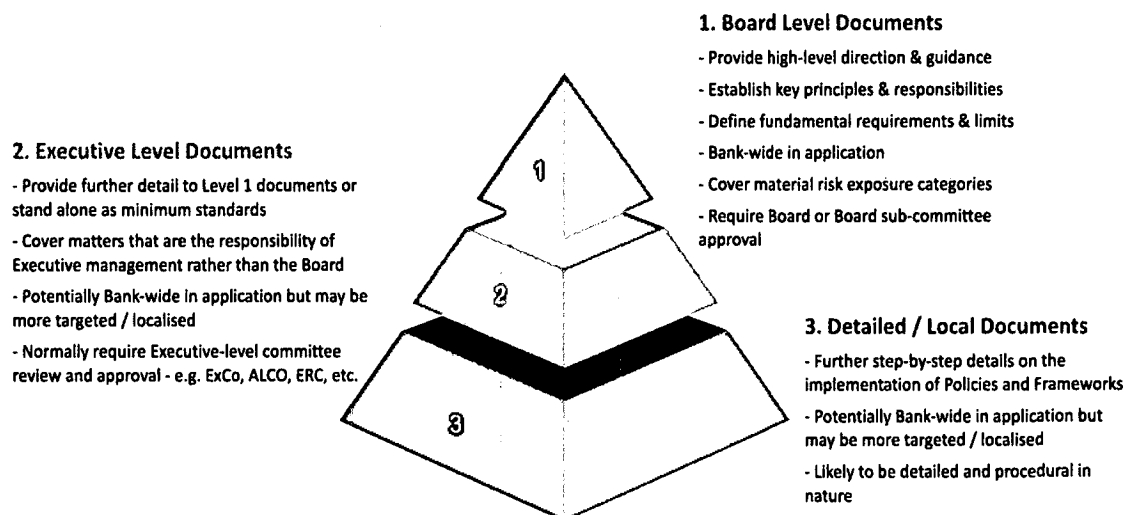 1. Board Level Documents
- Provide high-level direction & guidance
- Establish key principles & responsibilities
- Define fundamental requirements & limits
- Bank-wide in application
- Cover material risk exposure categories
- Require Board or Board sub-committee
approval
2. Executive Level Documents
- Provide further detail to Level 1 documents or
stand alone as minimum standards
- Cover matters that are the responsibility of
Executive management rather than the Board
- Potentially Bank-wide in application but may be
more targeted / localised
- Normally require Executive-level committee
review and approval - e.g. ExCo, ALCO, ERC, etc.
3. Detailed / Local Documents
- Further step-by-step details on the
implementation of Policies and Frameworks
- Potentially Bank-wide in application but
may be more targeted / localised
- Likely to be detailed and procedural in
nature
1
2
3